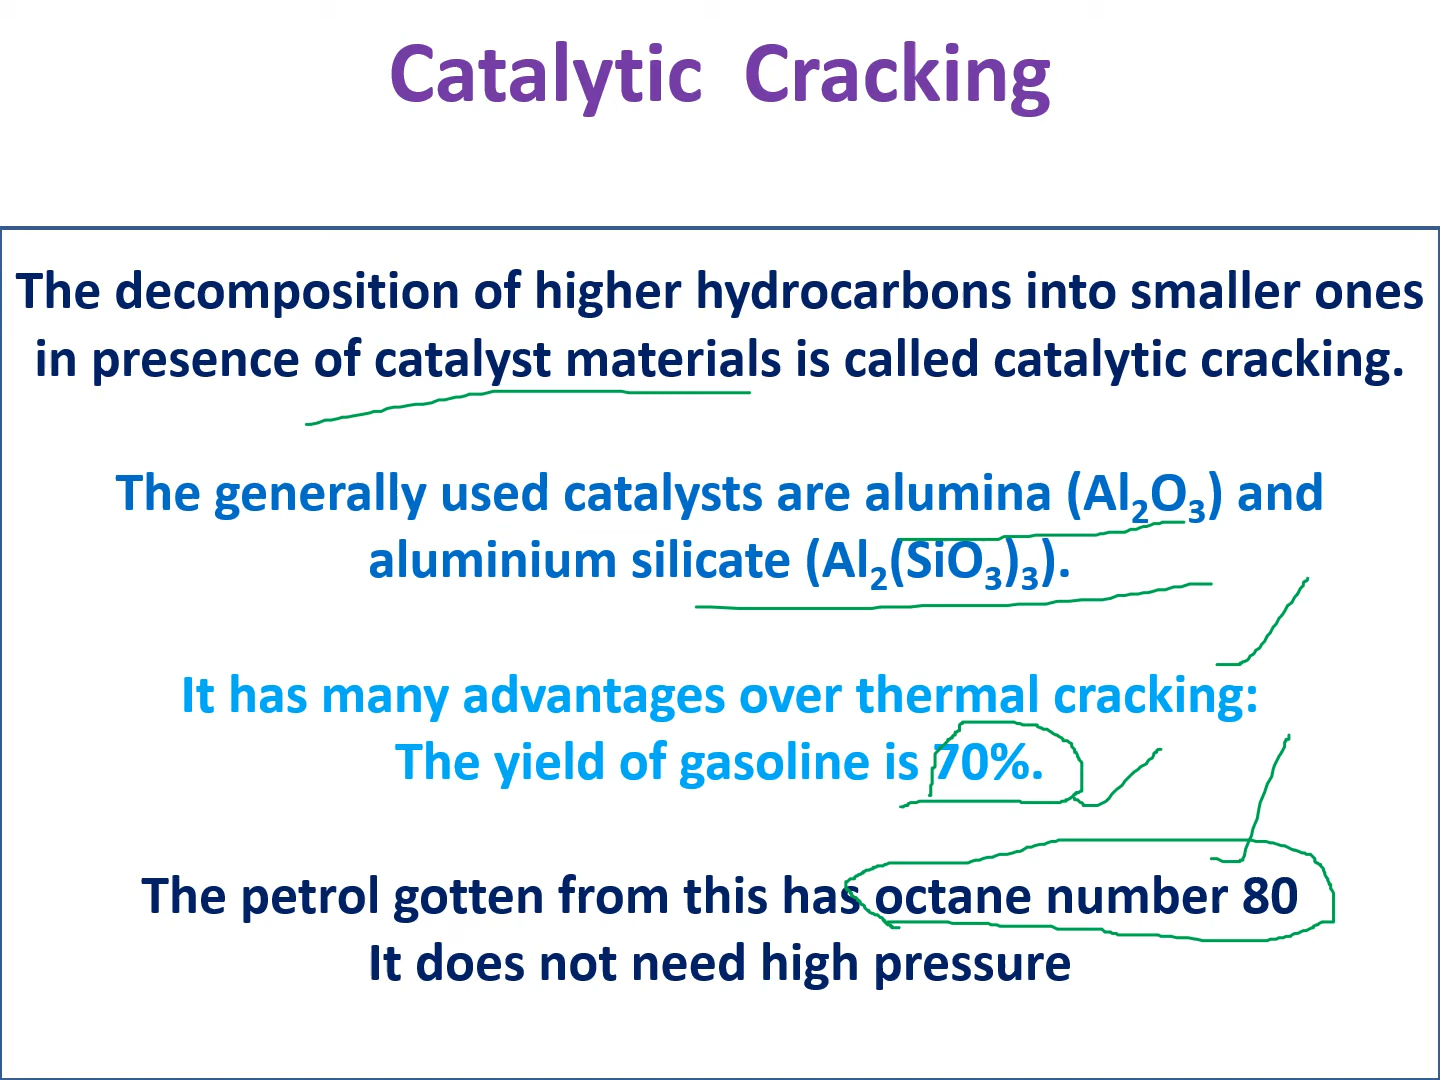 Catalytic Cracking
The decomposition of higher hydrocarbons into smaller ones
in presence of catalyst materials is called catalytic cracking.
The generally used catalysts are alumina (Al₂O₃) and
aluminium silicate (Al₂(SiO₃)₃).
It has many advantages over thermal cracking:
The yield of gasoline is 70%.
The petrol gotten from this has octane number 80
It does not need high pressure